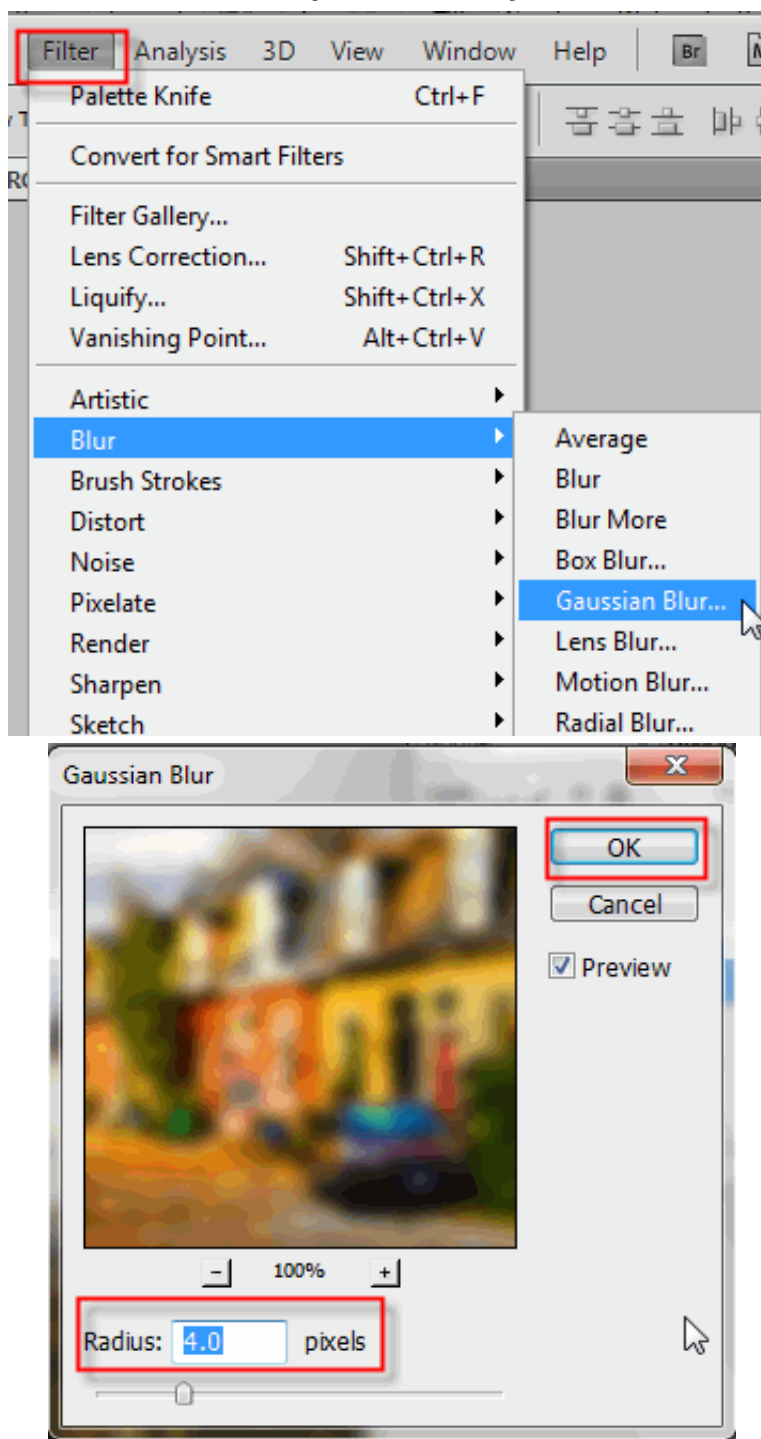 Filter Analysis 3D View Window Help Br
Palette Knife Ctrl+F
Convert for Smart Filters
Filter Gallery...
Lens Correction... Shift+Ctrl+R
Liquify... Shift+Ctrl+X
Vanishing Point... Alt+Ctrl+V
Artistic
Blur
Brush Strokes
Distort
Noise
Pixelate
Render
Sharpen
Sketch
Average
Blur
Blur More
Box Blur...
Gaussian Blur...
Lens Blur...
Motion Blur...
Radial Blur...
Gaussian Blur
OK
Cancel
Preview
100%
Radius: 4.0 pixels